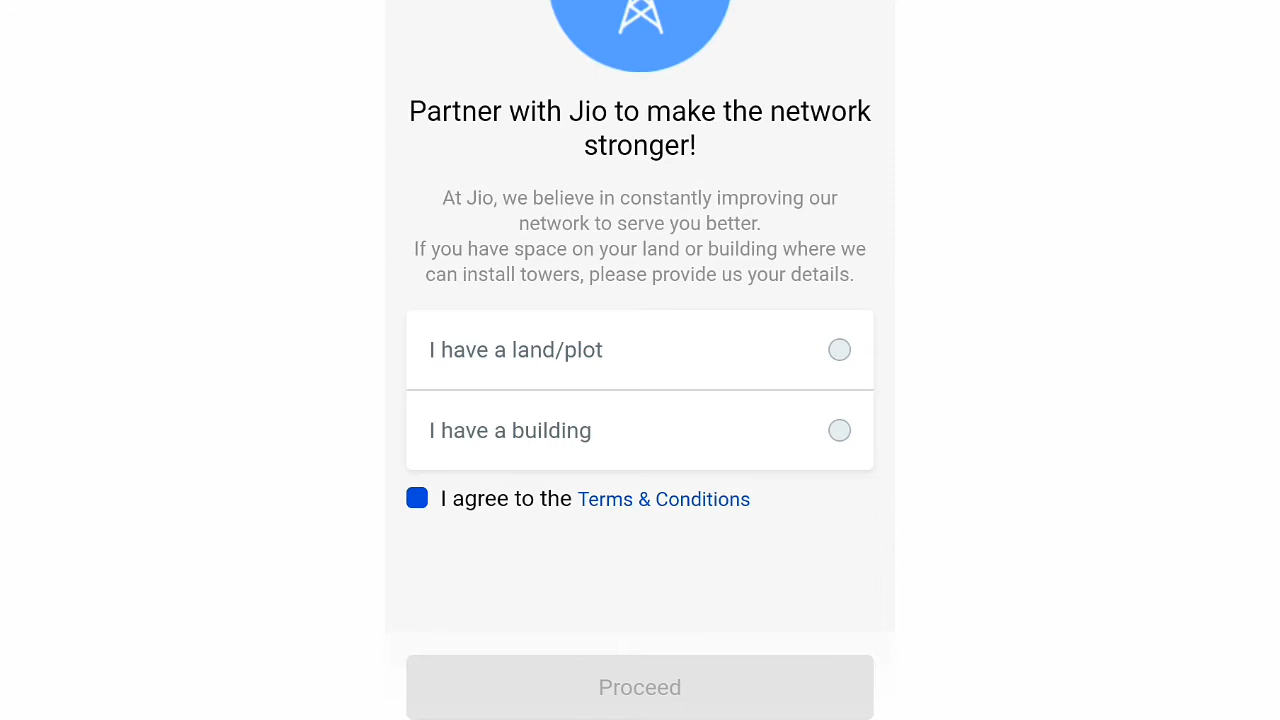 Partner with Jio to make the network
stronger!
At Jio, we believe in constantly improving our
network to serve you better.
If you have space on your land or building where we
can install towers, please provide us your details.
I have a land/plot
I have a building
I agree to the Terms & Conditions
Proceed